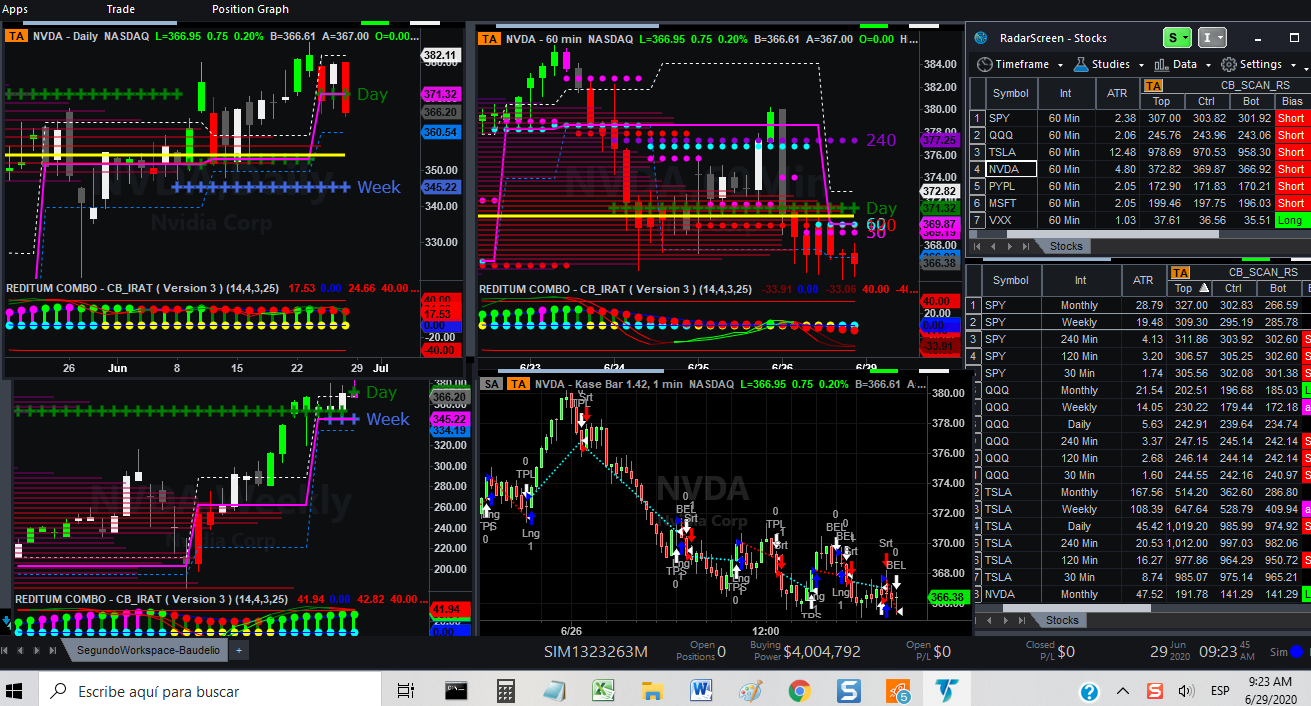 Apps Trade Position Graph
TA NVDA - Daily NASDAQ L=366.95 0.75 0.20% B=366.61 A=367.00 O=0.00...
382.11
380.00
371.32
366.20
360.54
350.00
345.22
340.00
330.00
Day
Week
NVDA Daily
Nvidia Corp
REDITUM COMBO - CB_IRAT ( Version 3 ) (14,4,3,25) 17.53 0.00 24.66 40.00 ...
40.00
17.53
0.00
-20.00
-40.00
26 Jun 8 15 22 29 Jul
TA NVDA - 60 min NASDAQ L=366.95 0.75 0.20% B=366.61 A=367.00 O=0.00 H...
384.00
382.00
380.00
378.00
377.25
376.00
374.00
372.82
371.32
369.87
369.19
368.00
366.38
240
Day
60
30
REDITUM COMBO - CB_IRAT ( Version 3 ) (14,4,3,25) -33.91 0.00 -33.06 40.00 -4...
40.00
20.00
0.00
-33.91
6/23 6/24 6/25 6/26 6/29
380.00
366.20
360.00
345.22
334.19
320.00
300.00
280.00
260.00
240.00
220.00
200.00
Day
Week
Nvidia Corp
REDITUM COMBO - CB_IRAT ( Version 3 ) (14,4,3,25) 41.94 0.00 42.82 40.00 ...
41.94
0.00
SA TA NVDA - Kase Bar 1.42, 1 min NASDAQ L=366.95 0.75 0.20% B=366.61 A...
380.00
378.00
376.00
374.00
372.00
370.00
368.00
366.38
NVDA
Nvidia Corp
0
Srt
TPL
0
TPL
Lng
1
TPS
0
0
BEL
Srt
Lng
TPS
0
Lng
TPS
0
0
TPL
Srt
Lng
TPS
0
BEL
0
BEL
Srt
Lng
1
Srt
0
BEL
6/26 12:00
RadarScreen - Stocks S I
Timeframe Studies Data Settings
Symbol Int ATR TA CB_SCAN_RS
Top Ctrl Bot Bias
1 SPY 60 Min 2.38 307.00 303.82 301.92 Short
2 QQQ 60 Min 2.06 245.76 243.96 243.06 Short
3 TSLA 60 Min 12.48 978.69 970.53 958.30 Short
4 NVDA 60 Min 4.80 372.82 369.87 366.92 Short
5 PYPL 60 Min 2.05 172.90 171.83 170.21 Short
6 MSFT 60 Min 2.05 199.46 197.75 196.03 Short
7 VXX 60 Min 1.03 37.61 36.56 35.51 Long
Stocks
Symbol Int ATR TA CB_SCAN_RS
Top Ctrl Bot
1 SPY Monthly 28.79 327.00 302.83 266.59
2 SPY Weekly 19.48 309.30 295.19 285.78
3 SPY 240 Min 4.13 311.86 303.92 302.60 S
4 SPY 120 Min 3.20 306.57 305.25 302.60 S
5 SPY 30 Min 1.74 305.56 302.08 301.38 S
QQQ Monthly 21.54 202.51 196.68 185.03 L
QQQ Weekly 14.05 230.22 179.44 172.18 a
QQQ Daily 5.63 242.91 239.64 234.74
QQQ 240 Min 3.37 247.15 245.14 242.14 S
QQQ 120 Min 2.68 246.14 244.14 242.14 S
QQQ 30 Min 1.60 244.55 242.16 240.97 S
TSLA Monthly 167.56 514.20 362.60 286.80
TSLA Weekly 108.39 647.64 528.79 409.94 a
TSLA Daily 45.42 1,019.20 985.99 974.92 S
TSLA 240 Min 20.53 1,012.00 997.03 982.06
TSLA 120 Min 16.27 977.86 964.29 950.72 S
TSLA 30 Min 8.74 985.07 975.14 965.21
NVDA Monthly 47.52 191.78 141.29 141.29 L
Stocks
SegundoWorkspace-Baudelio +
SIM1323263M Open Positions 0 Buying Power $4,004,792 Open P/L $0 Closed P/L $0 29 Jun 2020 09:23 45 AM Sim
Escribe aquí para buscar
5
ESP
9:23 AM
6/29/2020